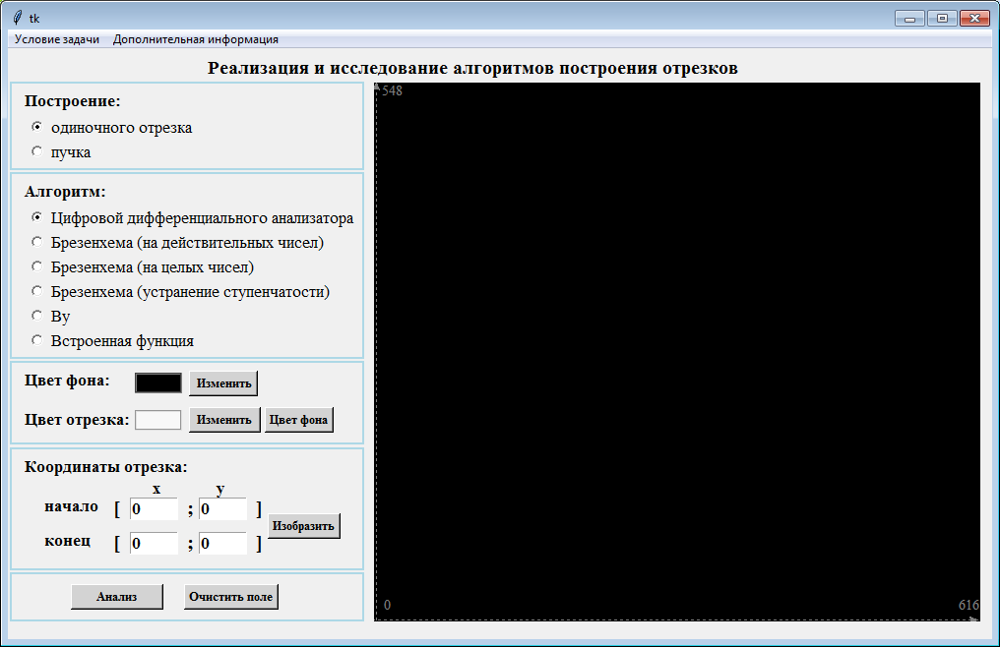 tk
Условие задачи Дополнительная информация
Реализация и исследование алгоритмов построения отрезков
Построение:
одиночного отрезка
пучка
Алгоритм:
Цифровой дифференциального анализатора
Брезенхема (на действительных чисел)
Брезенхема (на целых чисел)
Брезенхема (устранение ступенчатости)
Ву
Встроенная функция
Цвет фона: Изменить
Цвет отрезка: Изменить Цвет фона
Координаты отрезка:
x y
начало [ 0 ; 0 ]
Изобразить
конец [ 0 ; 0 ]
Анализ Очистить поле
548
0 616